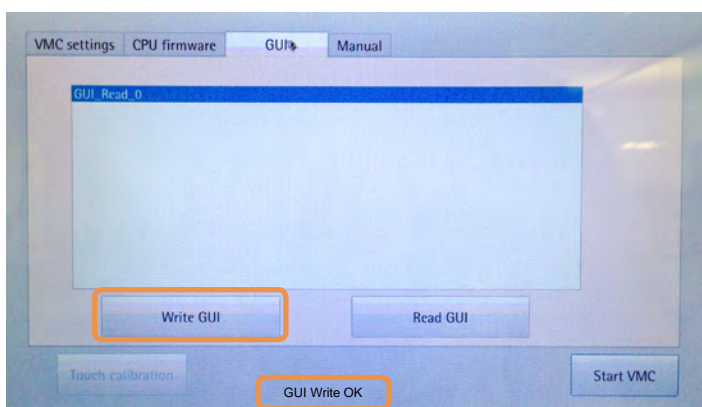 VMC settings CPU firmware GUI Manual
GUI_Read_0
Write GUI Read GUI
Touch calibration GUI Write OK Start VMC